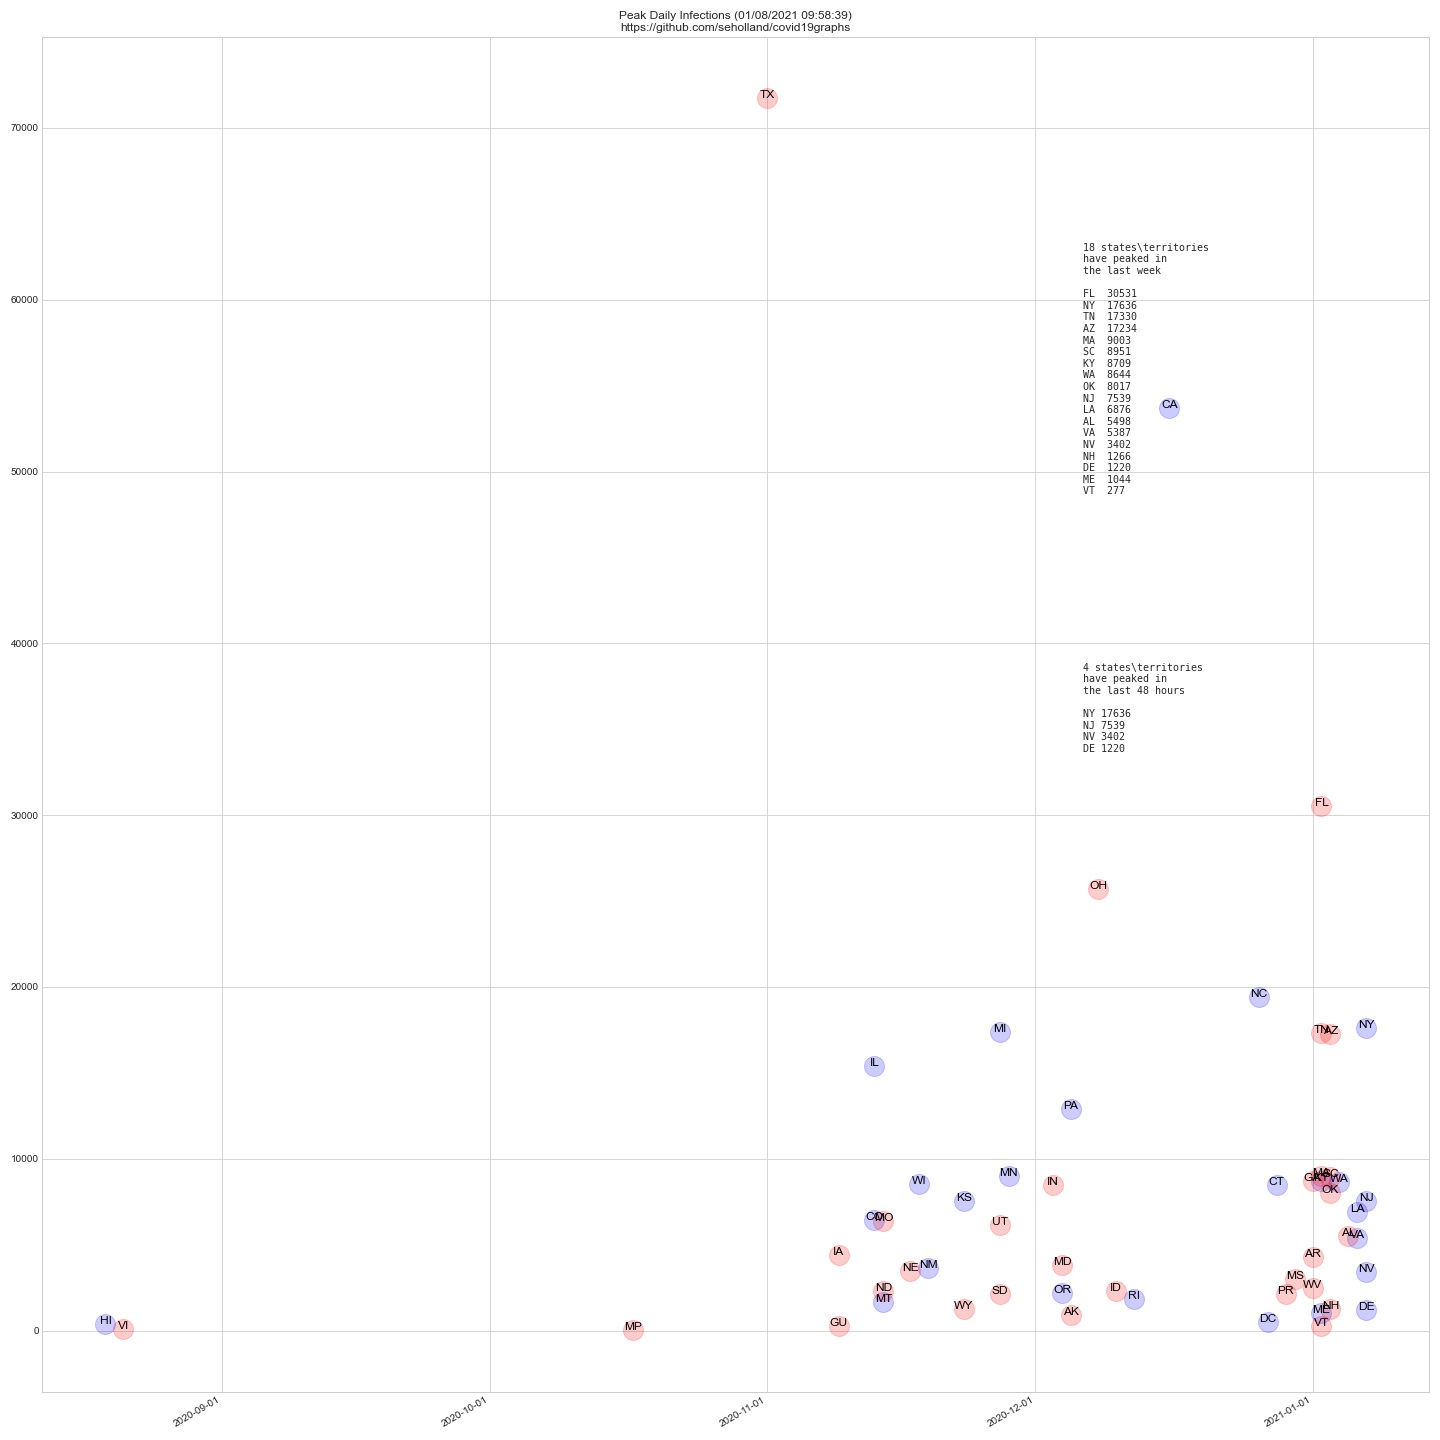 Peak Daily Infections (01/08/2021 09:58:39)
https://github.com/seholland/covid19graphs
TX
70000
18 states\territories
have peaked in
the last week
FL 30531
60000
NY 17636
TN 17330
AZ 17234
MA 9003
SC 8951
KY 8709
WA 8644
OK 8017
NJ 7539
LA 6876
CA
AL 5498
VA 5387
NV 3402
NH 1266
DE 1220
50000
ME 1044
VT 277
40000
4 states\territories
have peaked in
the last 48 hours
NY 17636
NJ 7539
NV 3402
DE 1220
FL
30000
OH
20000
NC
MI
TN
AZ
NY
IL
PA
10000
MN
WI
KS
IN
CT
GA
MA
KY
SC
WA
OK
NJ
LA
CO
MO
UT
AL
VA
IA
NE
NM
MD
AR
NV
ND
MT
WY
SD
OR
AK
ID
RI
MS
PR
WV
NH
ME
DE
DC
VT
HI
VI
MP
GU
0
2020-09-01
2020-10-01
2020-11-01
2020-12-01
2021-01-01